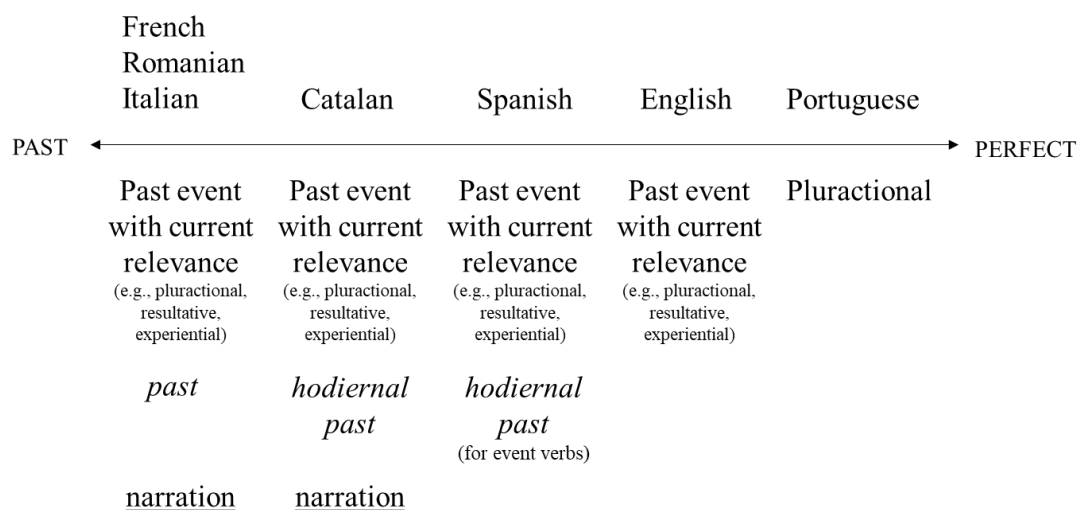 French
Romanian
Italian Catalan Spanish English Portuguese
PAST PERFECT
Past event Past event Past event Past event Pluractional
with current with current with current with current
relevance relevance relevance relevance
(e.g., pluractional, (e.g., pluractional, (e.g., pluractional, (e.g., pluractional,
resultative, resultative, resultative, resultative,
experiential) experiential) experiential) experiential)
past hodiernal hodiernal
past past
(for event verbs)
narration narration